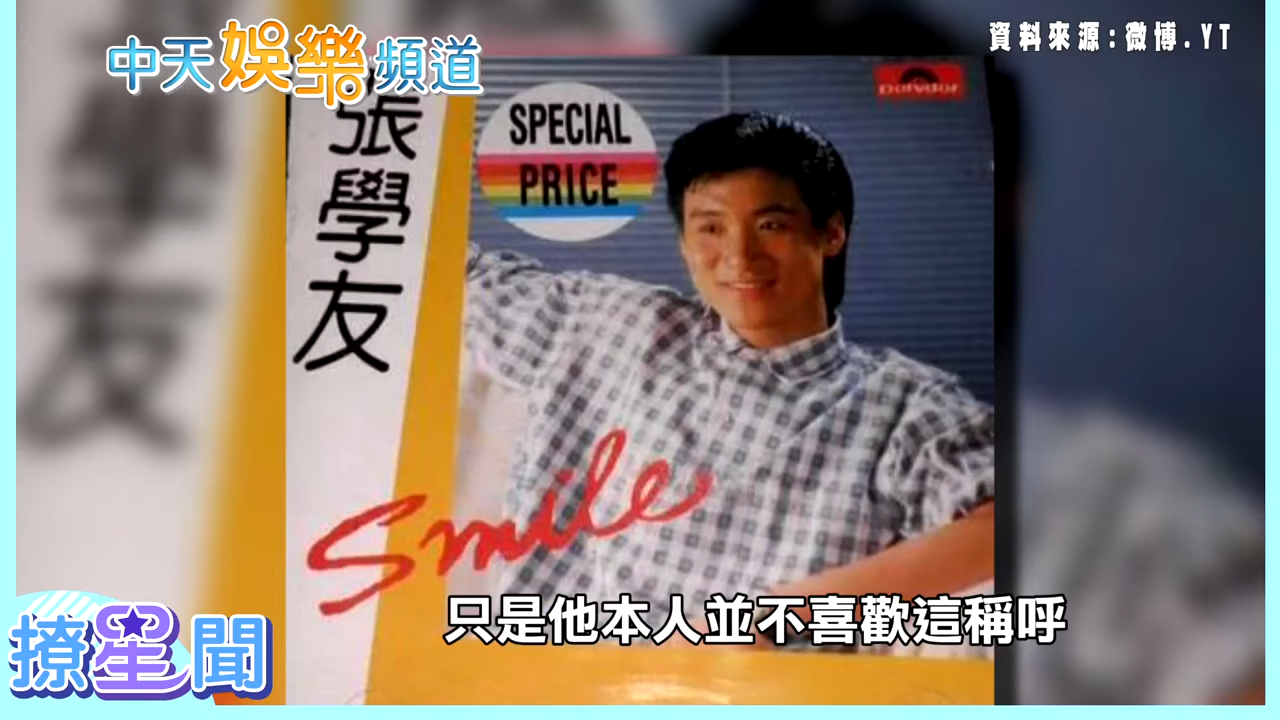 中天娛樂頻道
資料來源:微博.YT
張學友
SPECIAL
PRICE
Polydor
Smile
只是他本人並不喜歡這稱呼
撩星聞